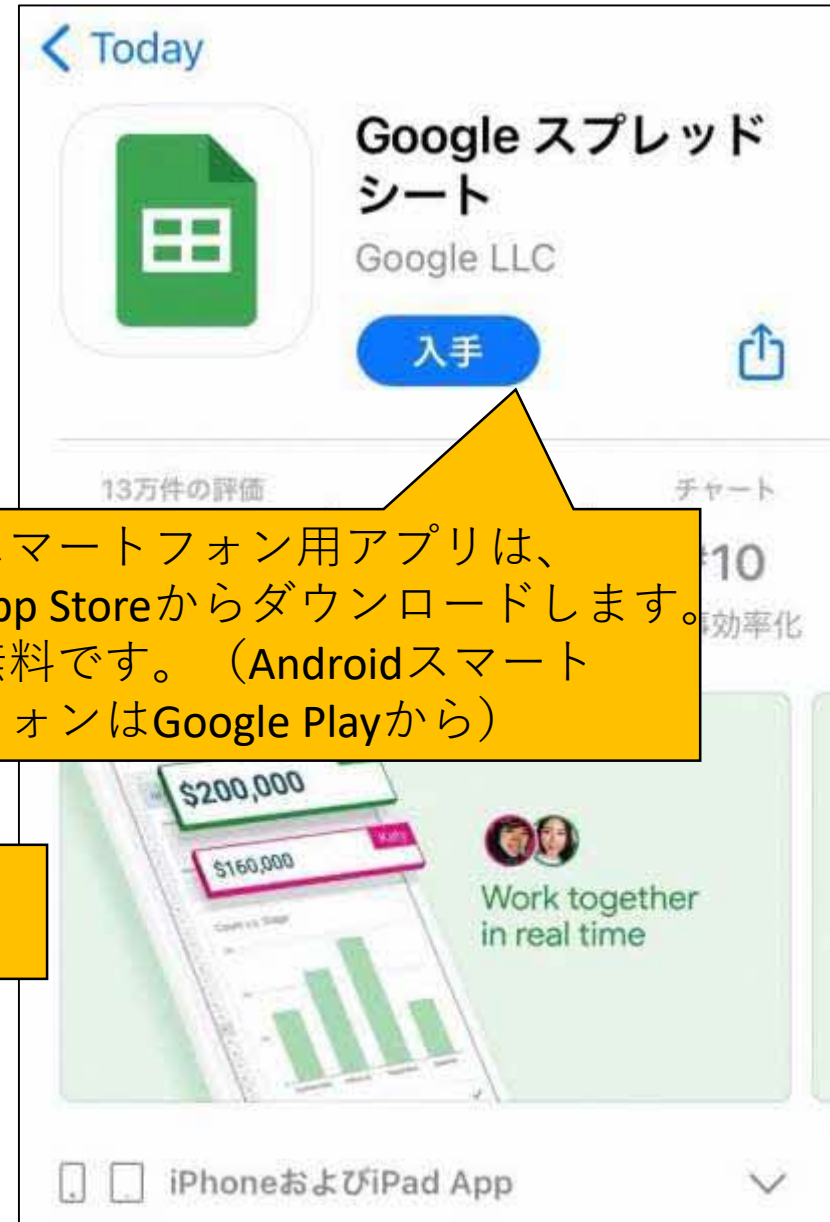 Today
Google スプレッド
シート
Google LLC
入手
13万件の評価
チャート
マートフォン用アプリは、
pp Storeからダウンロードします。
料です。（Androidスマート
ォンはGoogle Playから）
10
効率化
$200,000
$160,000
Work together
in real time
iPhoneおよびiPad App